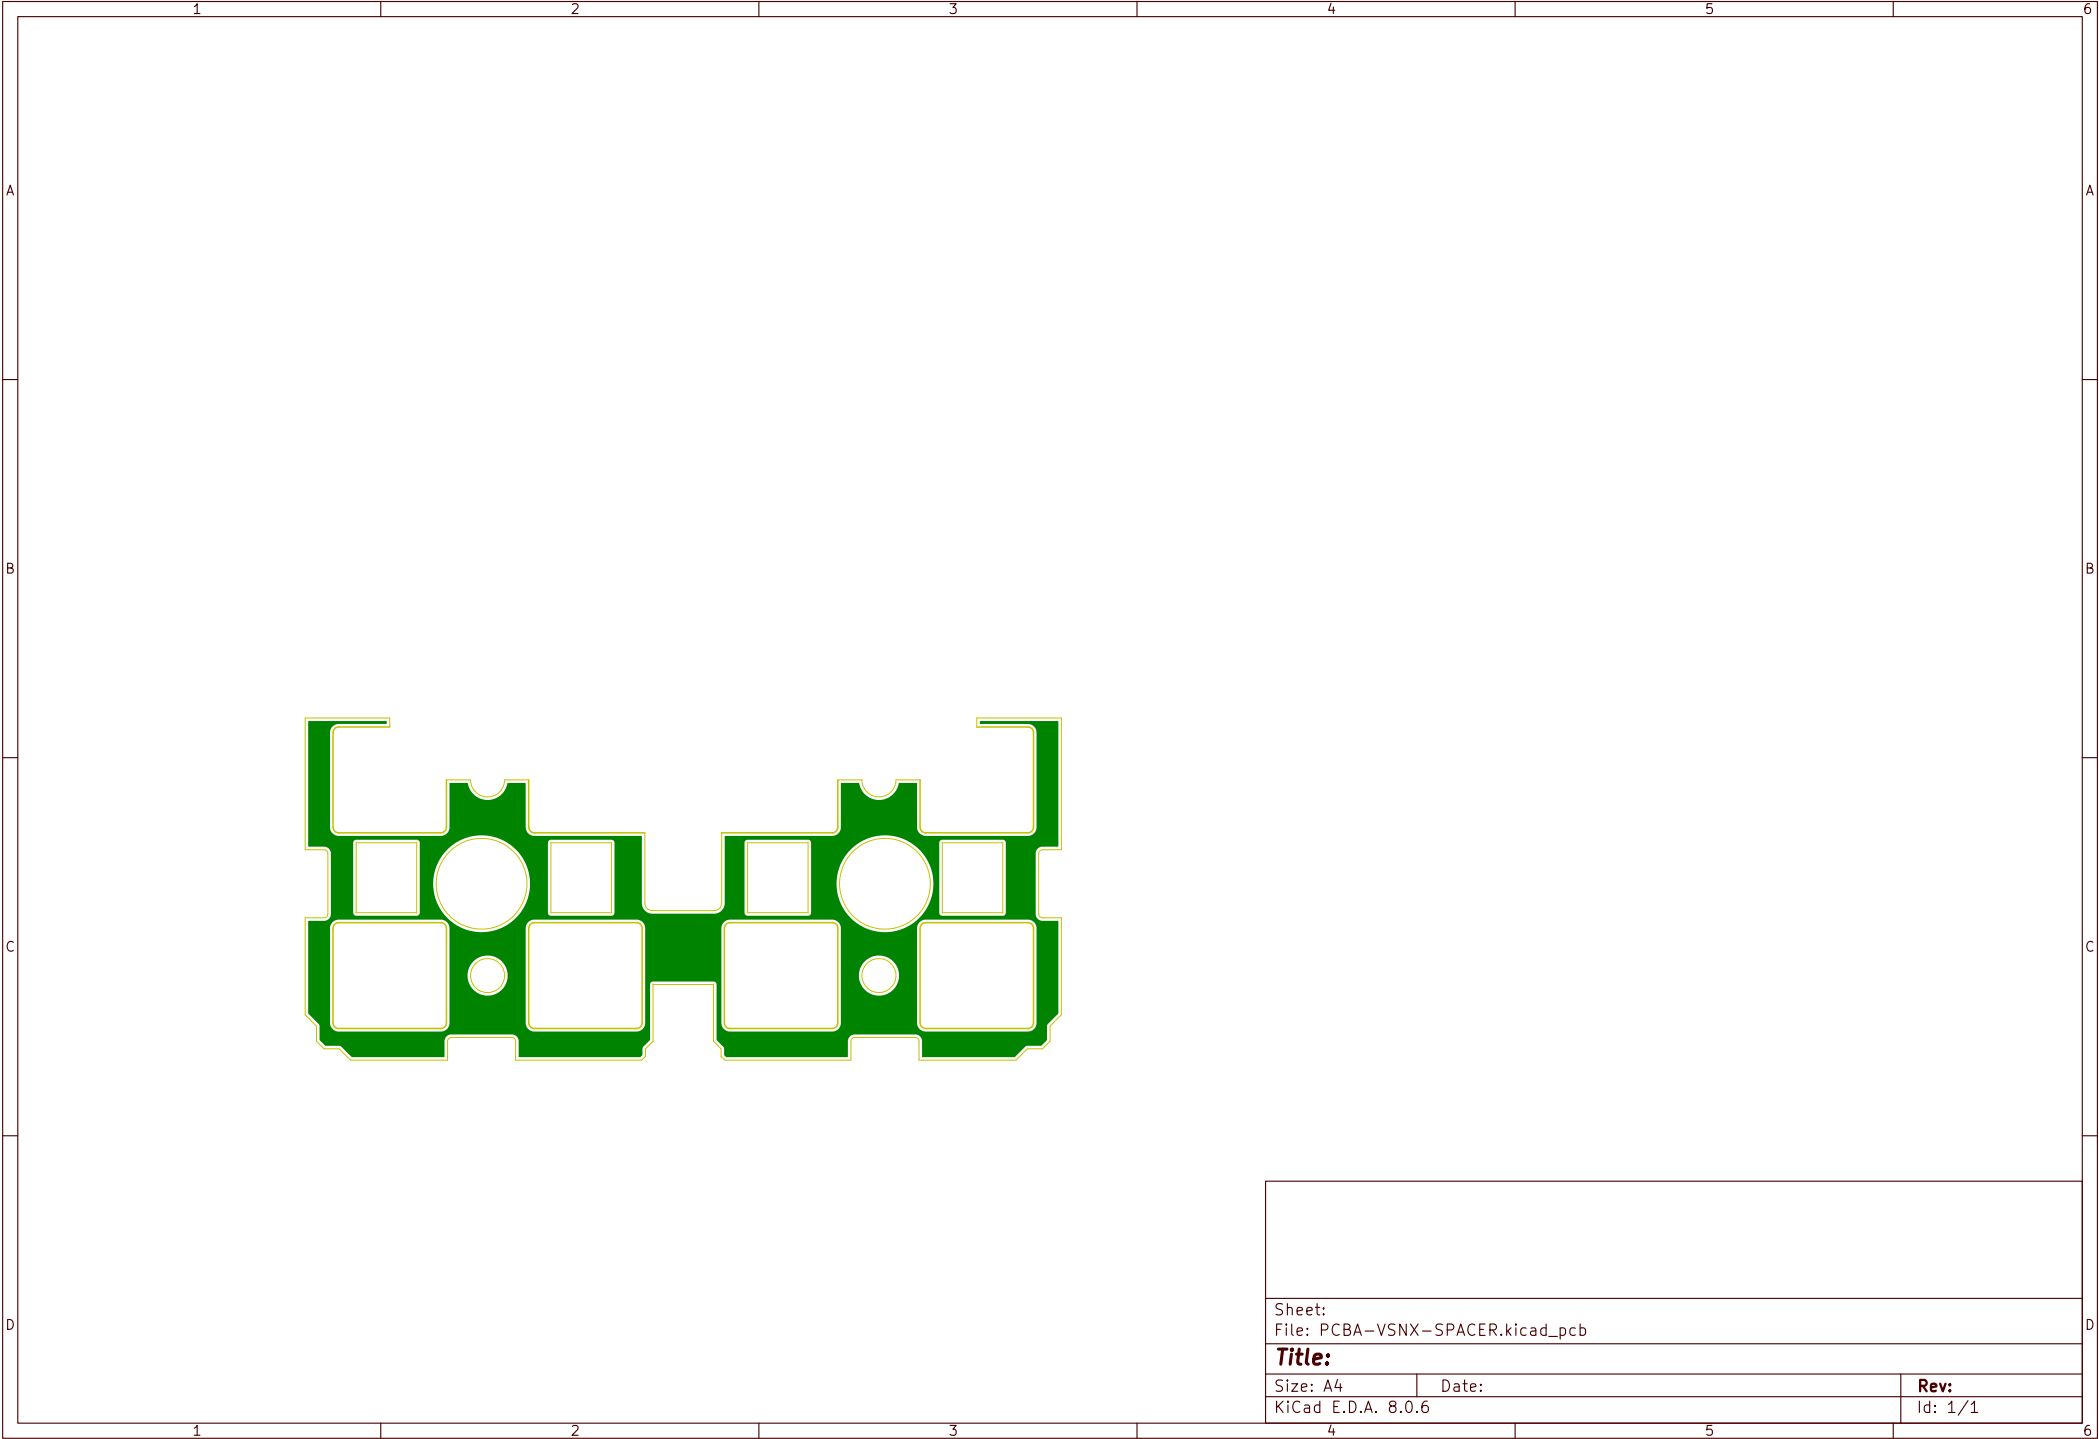 1 2 3 4 5 6
A A
B B
C C
Sheet:
File: PCBA-VSNX-SPACER.kicad_pcb
D D
Title:
Size: A4 Date: Rev:
KiCad E.D.A. 8.0.6 Id: 1/1
1 2 3 4 5 6